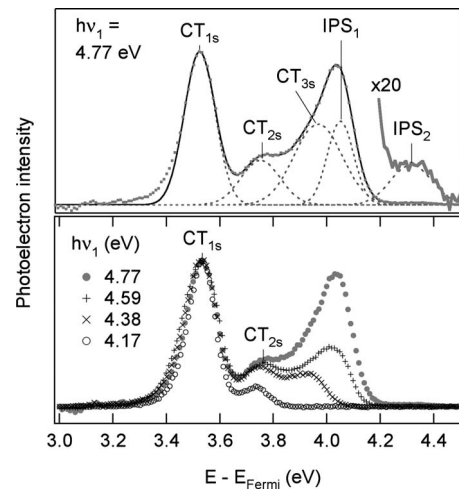 hν₁ =
4.77 eV
CT₁ₛ
CT₂ₛ
CT₃ₛ
IPS₁
x20
IPS₂
Photoelectron intensity
hν₁ (eV)
4.77
4.59
4.38
4.17
CT₁ₛ
CT₂ₛ
3.0 3.2 3.4 3.6 3.8 4.0 4.2 4.4
E - E_Fermi (eV)